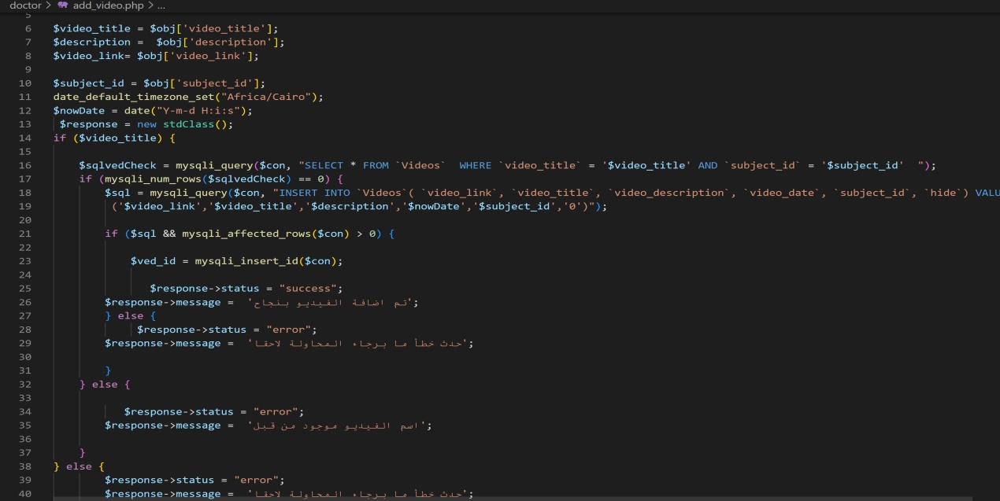 doctor > add_video.php > ...
5
6 $video_title = $obj['video_title'];
7 $description =  $obj['description'];
8 $video_link= $obj['video_link'];
9
10 $subject_id = $obj['subject_id'];
11 date_default_timezone_set("Africa/Cairo");
12 $nowDate = date("Y-m-d H:i:s");
13 $response = new stdClass();
14 if ($video_title) {
15
16 $sqlvedCheck = mysqli_query($con, "SELECT * FROM `Videos`  WHERE `video_title` = '$video_title' AND `subject_id` = '$subject_id'  ");
17 if (mysqli_num_rows($sqlvedCheck) == 0) {
18 $sql = mysqli_query($con, "INSERT INTO `Videos`( `video_link`, `video_title`, `video_description`, `video_date`, `subject_id`, `hide`) VALU
19 ('$video_link','$video_title','$description','$nowDate','$subject_id','0')");
20
21 if ($sql && mysqli_affected_rows($con) > 0) {
22
23 $ved_id = mysqli_insert_id($con);
24
25 $response->status = "success";
26 $response->message =  'تم اضافة الفيديو بنجاح';
27 } else {
28 $response->status = "error";
29 $response->message =  'حدث خطأ ما برجاء المحاولة لاحقا';
30
31 }
32 } else {
33
34 $response->status = "error";
35 $response->message =  'اسم الفيديو موجود من قبل';
36
37 }
38 } else {
39 $response->status = "error";
40 $response->message =  'حدث خطأ ما برجاء المحاولة لاحقا';